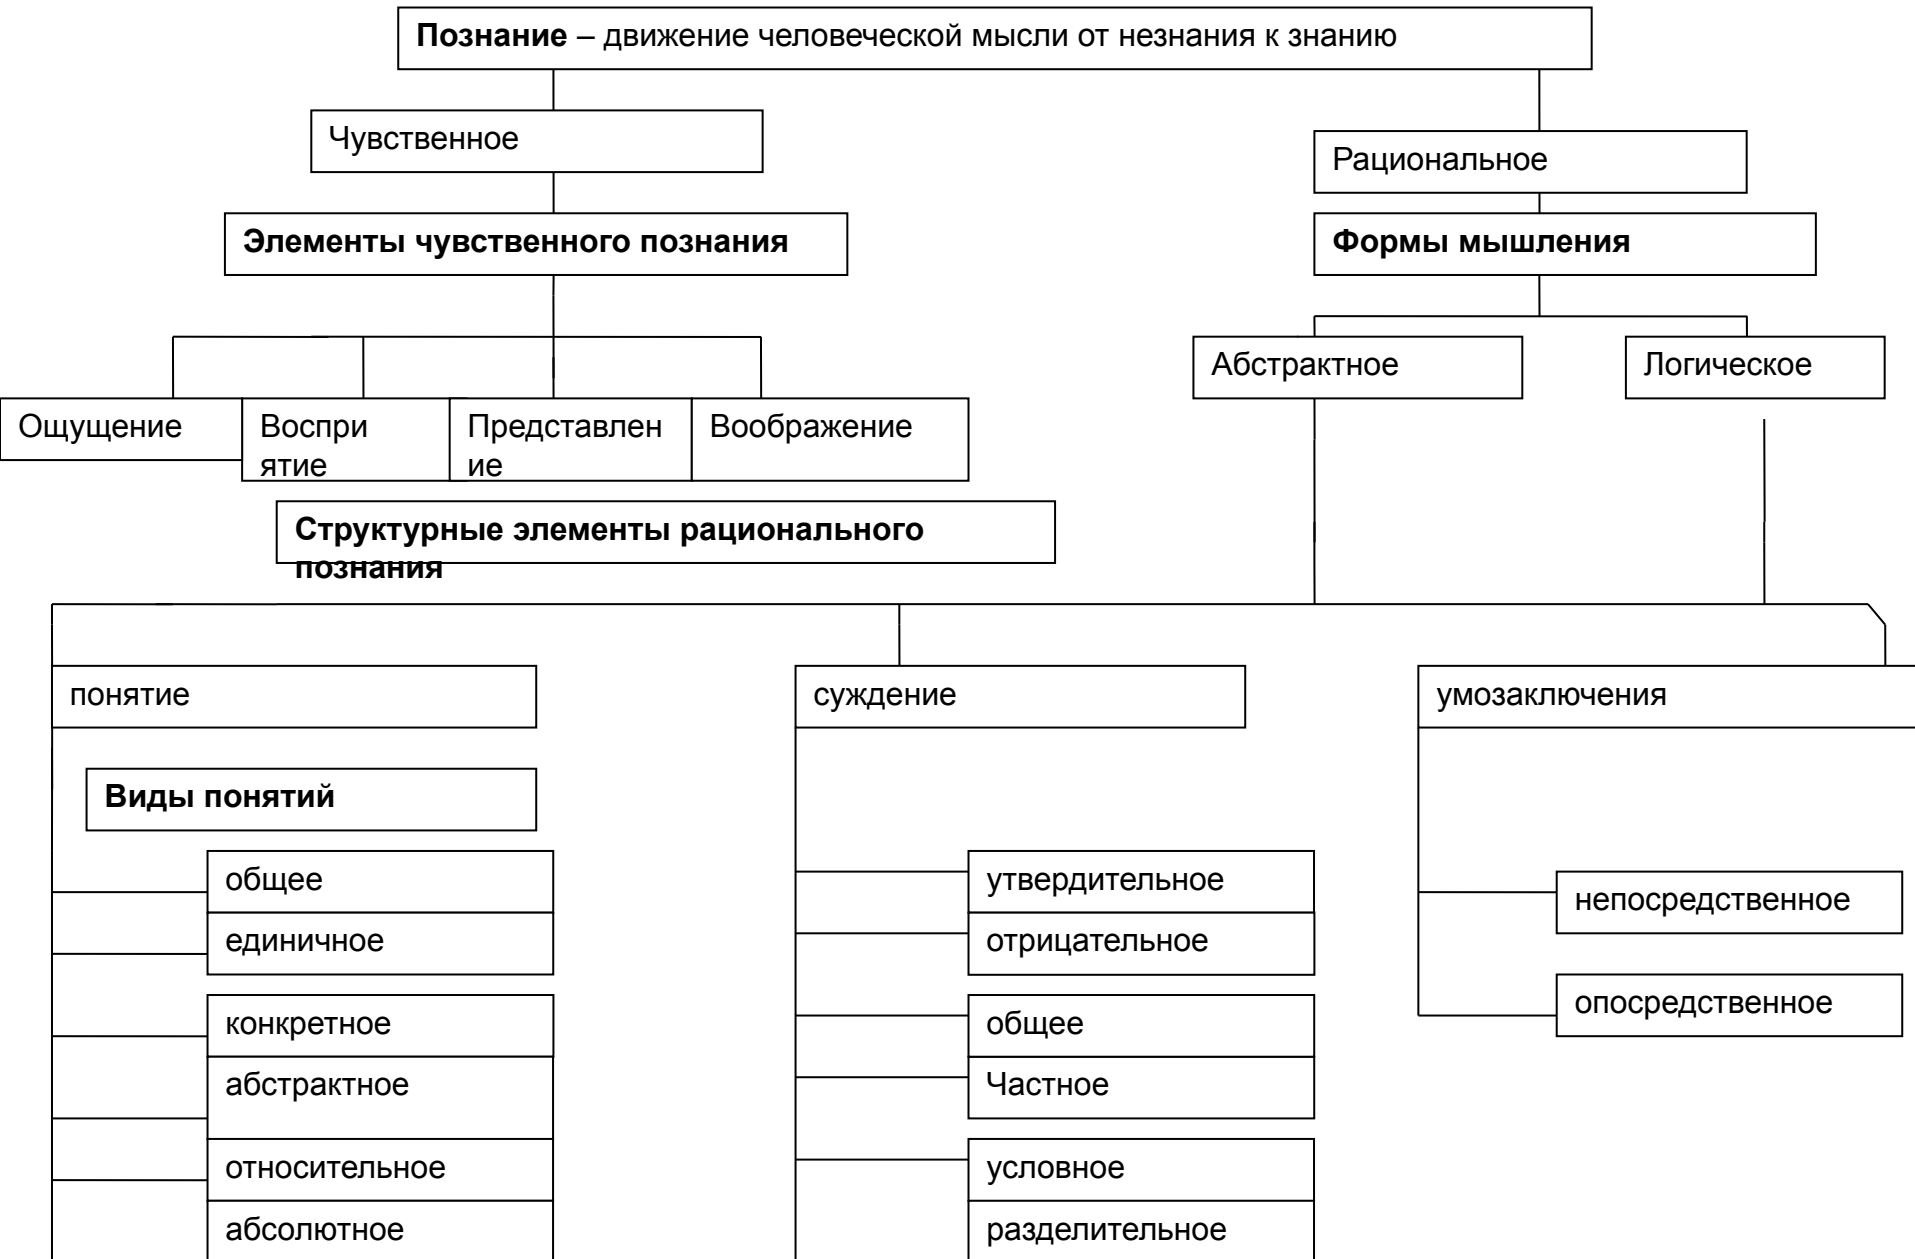 Познание – движение человеческой мысли от незнания к знанию
Чувственное
Рациональное
Элементы чувственного познания
Формы мышления
Абстрактное
Логическое
Ощущение
Воспри
ятие
Представлен
ие
Воображение
Структурные элементы рационального
познания
понятие
суждение
умозаключения
Виды понятий
общее
единичное
конкретное
абстрактное
относительное
абсолютное
утвердительное
отрицательное
общее
Частное
условное
разделительное
непосредственное
опосредственное